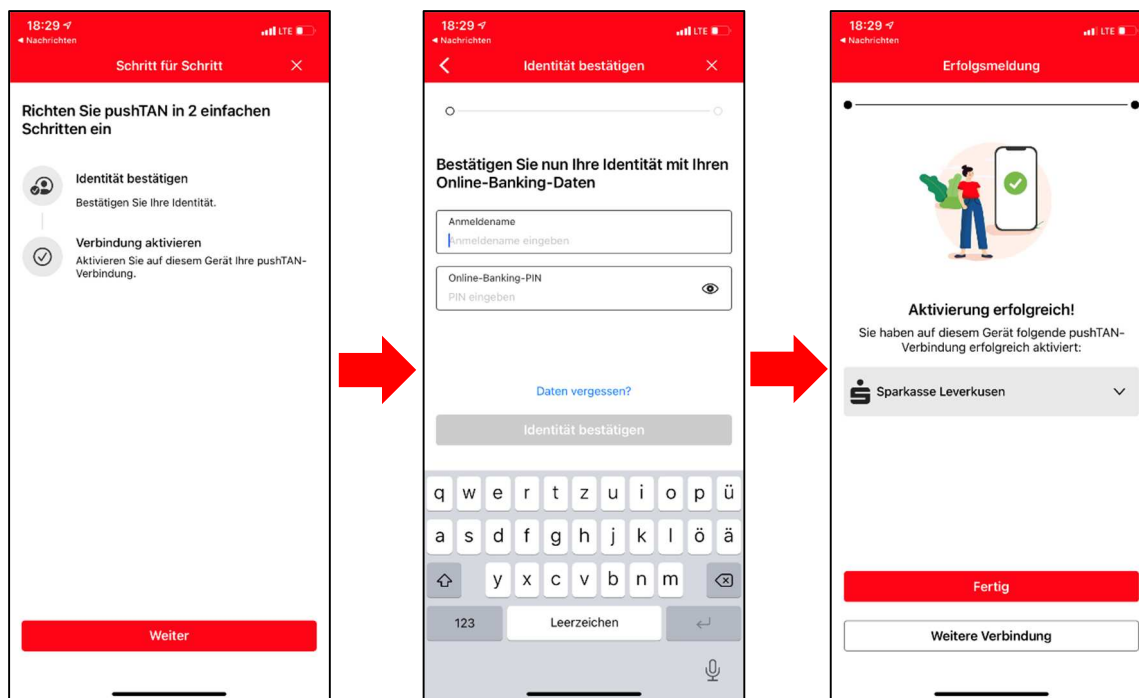 18:29
◀ Nachrichten
LTE
Schritt für Schritt
Richten Sie pushTAN in 2 einfachen
Schritten ein
Identität bestätigen
Bestätigen Sie Ihre Identität.
Verbindung aktivieren
Aktivieren Sie auf diesem Gerät Ihre pushTAN-
Verbindung.
Weiter
18:29
◀ Nachrichten
LTE
Identität bestätigen
Bestätigen Sie nun Ihre Identität mit Ihren
Online-Banking-Daten
Anmeldename
Anmeldename eingeben
Online-Banking-PIN
PIN eingeben
Daten vergessen?
Identität bestätigen
q w e r t z u i o p ü
a s d f g h j k l ö ä
y x c v b n m
123 Leerzeichen
18:29
◀ Nachrichten
LTE
Erfolgsmeldung
Aktivierung erfolgreich!
Sie haben auf diesem Gerät folgende pushTAN-
Verbindung erfolgreich aktiviert:
Sparkasse Leverkusen
Fertig
Weitere Verbindung